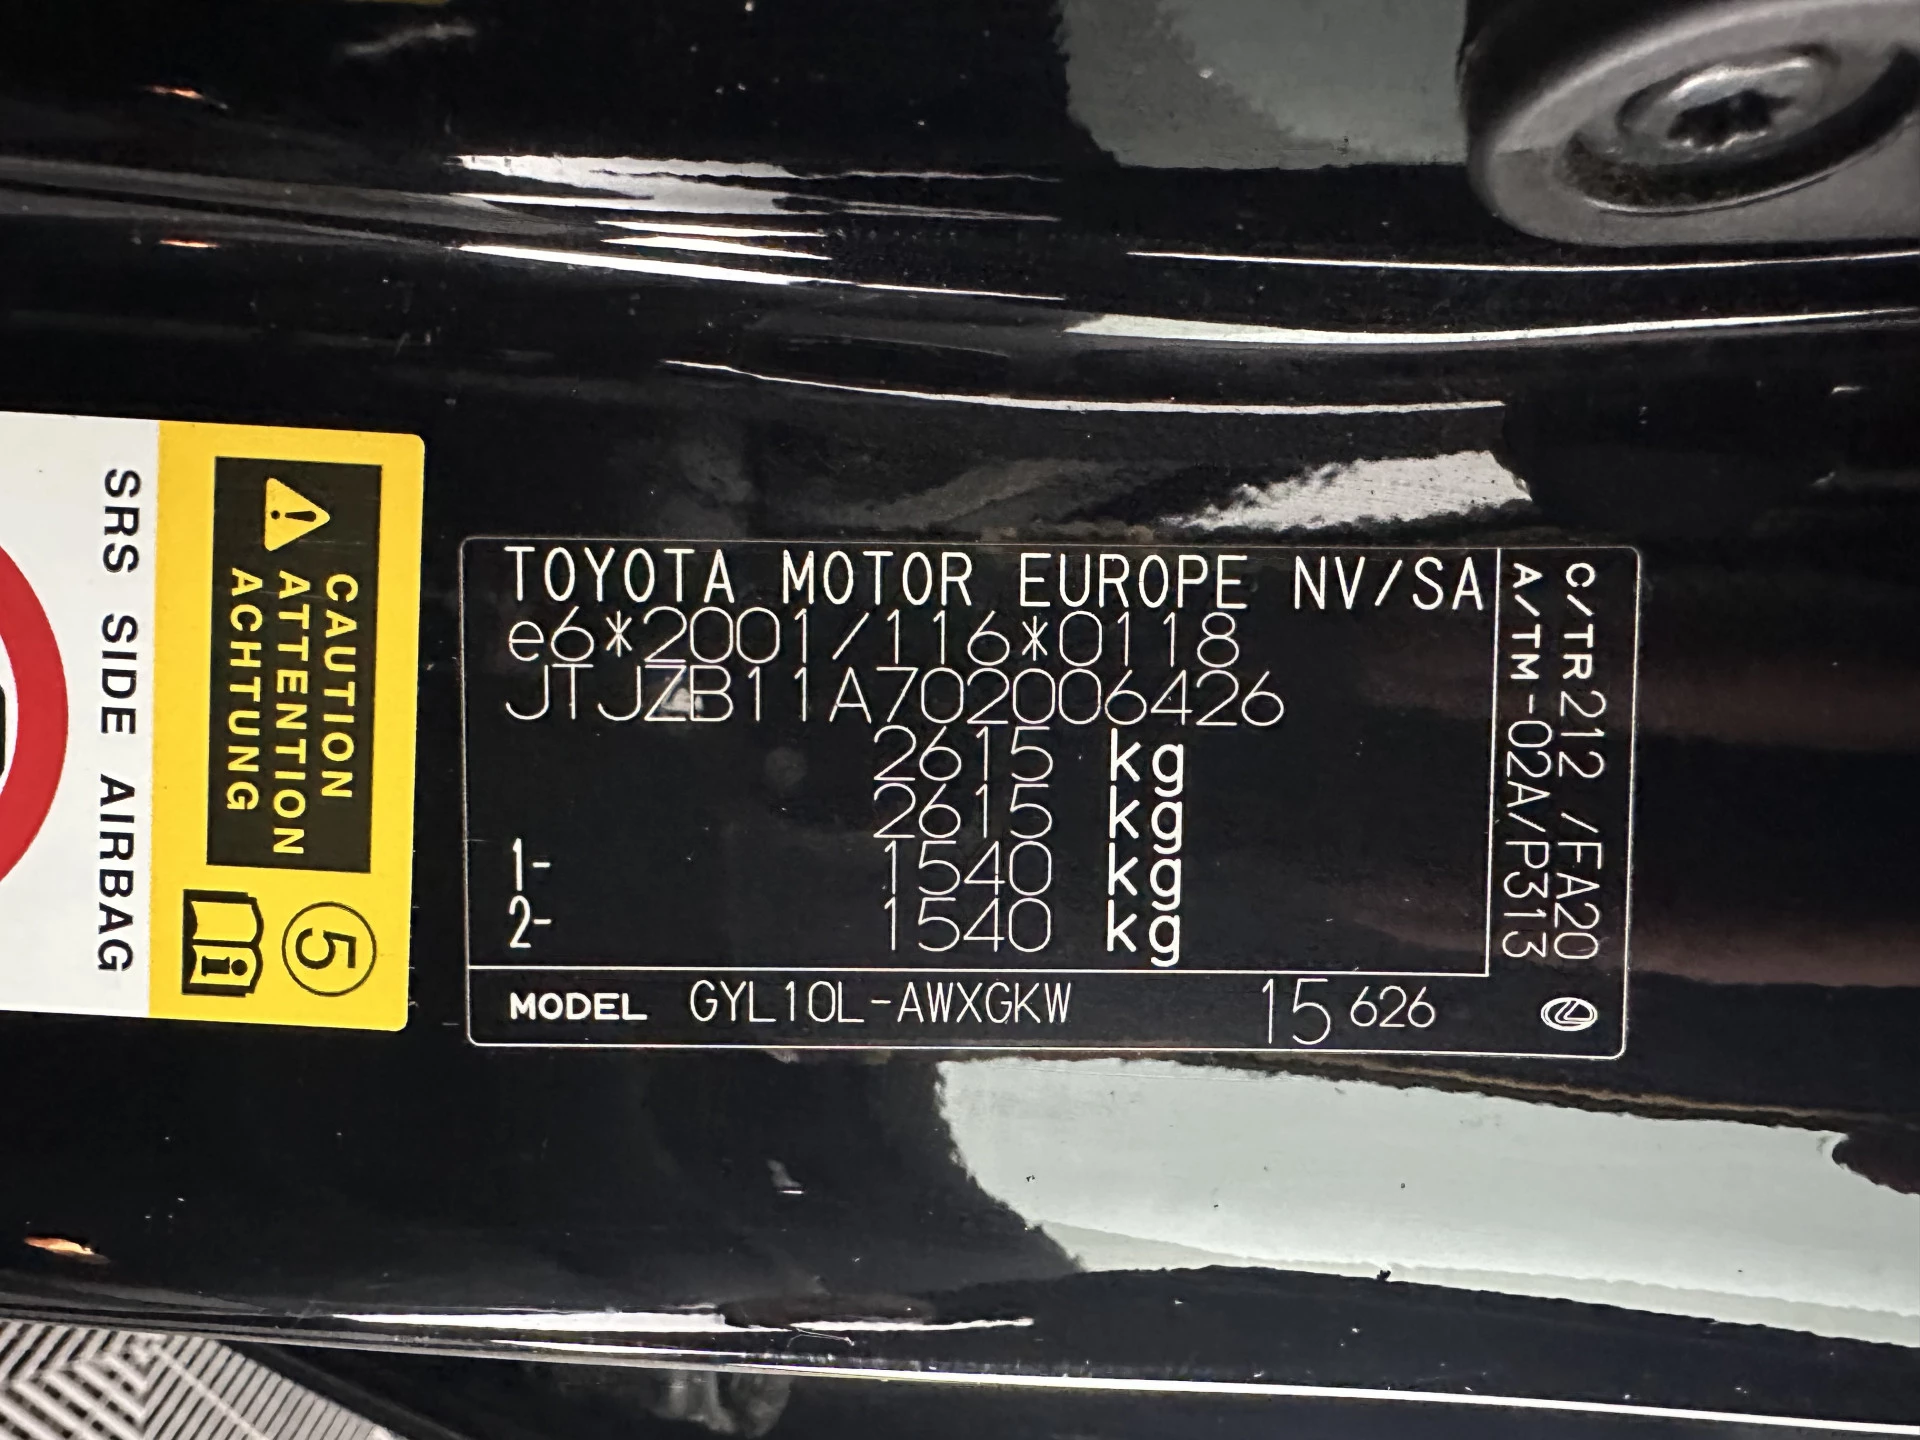 TOYOTA MOTOR EUROPE NV/SA
e6*2001/116*0118
JTJZB11A702006426
2615 kg
2615 kg
1- 1540 kg
2- 1540 kg
MODEL GYL10L-AWXGKW 15 626
C/TR212 /FA20
A/TM-02A/P313
CAUTION
ATTENTION
ACHTUNG
5
i
SRS SIDE AIRBAG